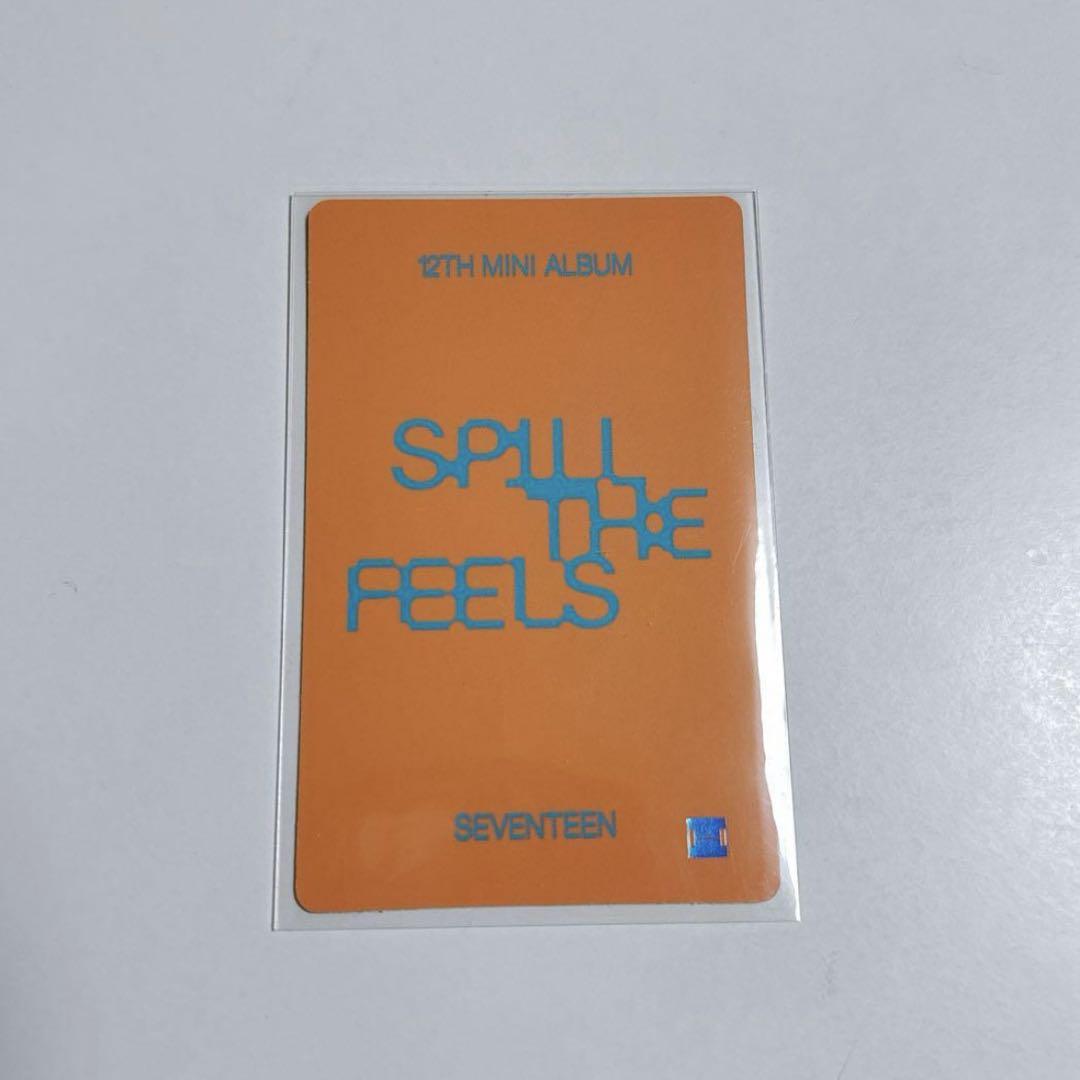 12TH MINI ALBUM
SPILL
THE
FEELS
SEVENTEEN